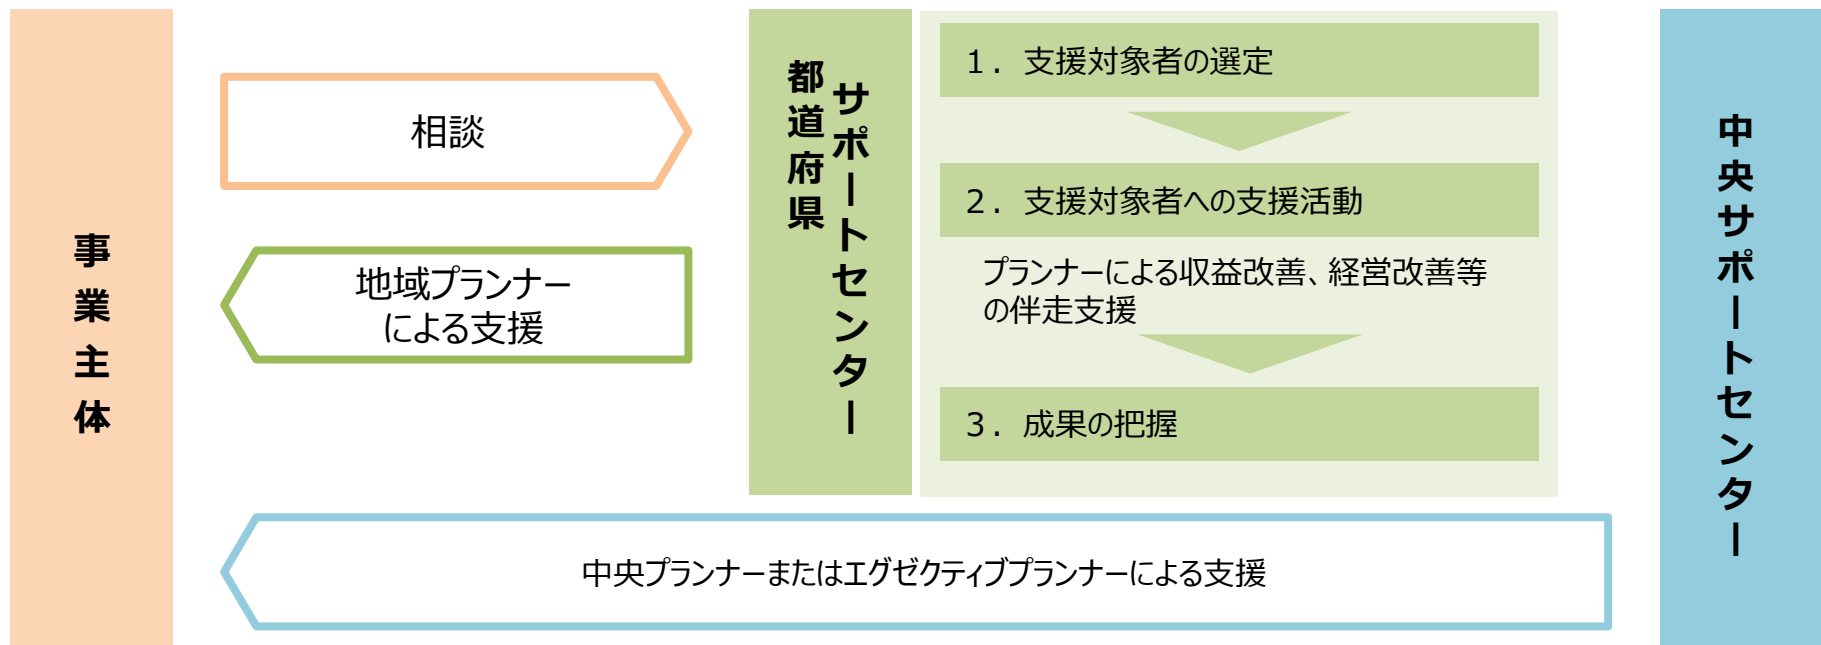 事業主体
相談
地域プランナー
による支援
都道府県
サポートセンター
１．支援対象者の選定
２．支援対象者への支援活動
プランナーによる収益改善、経営改善等
の伴走支援
３．成果の把握
中央プランナーまたはエグゼクティブプランナーによる支援
中央サポートセンター